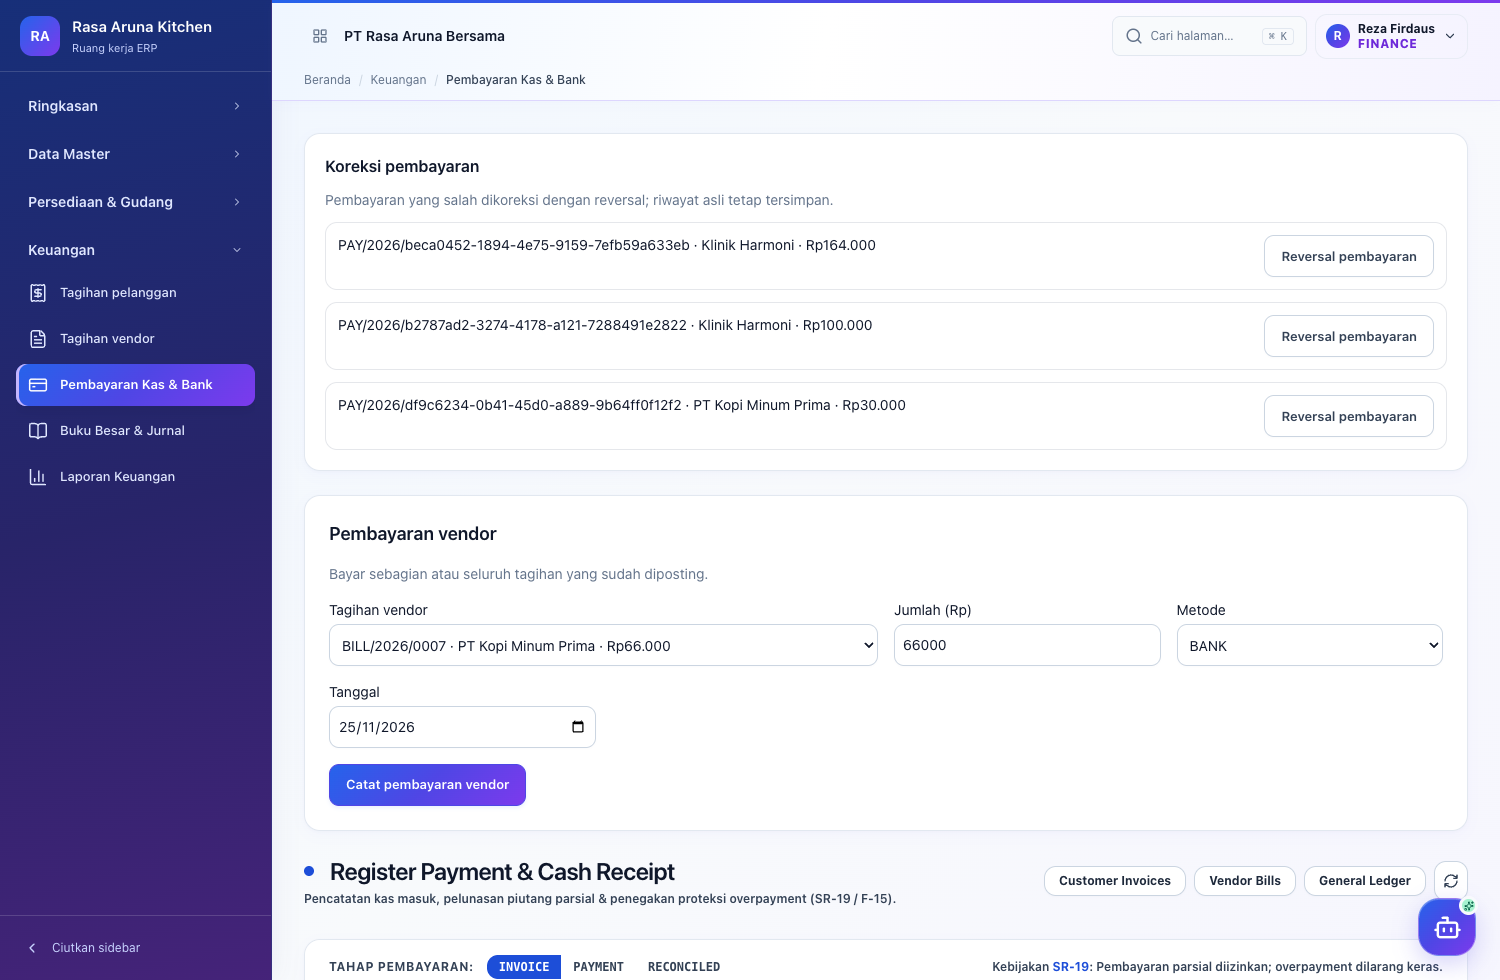 RA
Rasa Aruna Kitchen
Ruang kerja ERP
Ringkasan
Data Master
Persediaan & Gudang
Keuangan
Tagihan pelanggan
Tagihan vendor
Pembayaran Kas & Bank
Buku Besar & Jurnal
Laporan Keuangan
Ciutkan sidebar
PT Rasa Aruna Bersama
Cari halaman...
⌘ K
R
Reza Firdaus
FINANCE
Beranda / Keuangan / Pembayaran Kas & Bank
Koreksi pembayaran
Pembayaran yang salah dikoreksi dengan reversal; riwayat asli tetap tersimpan.
PAY/2026/beca0452-1894-4e75-9159-7efb59a633eb · Klinik Harmoni · Rp164.000
Reversal pembayaran
PAY/2026/b2787ad2-3274-4178-a121-7288491e2822 · Klinik Harmoni · Rp100.000
Reversal pembayaran
PAY/2026/df9c6234-0b41-45d0-a889-9b64ff0f12f2 · PT Kopi Minum Prima · Rp30.000
Reversal pembayaran
Pembayaran vendor
Bayar sebagian atau seluruh tagihan yang sudah diposting.
Tagihan vendor
BILL/2026/0007 · PT Kopi Minum Prima · Rp66.000
Jumlah (Rp)
66000
Metode
BANK
Tanggal
25/11/2026
Catat pembayaran vendor
Register Payment & Cash Receipt
Pencatatan kas masuk, pelunasan piutang parsial & penegakan proteksi overpayment (SR-19 / F-15).
Customer Invoices
Vendor Bills
General Ledger
TAHAP PEMBAYARAN: INVOICE PAYMENT RECONCILED
Kebijakan SR-19: Pembayaran parsial diizinkan; overpayment dilarang keras.